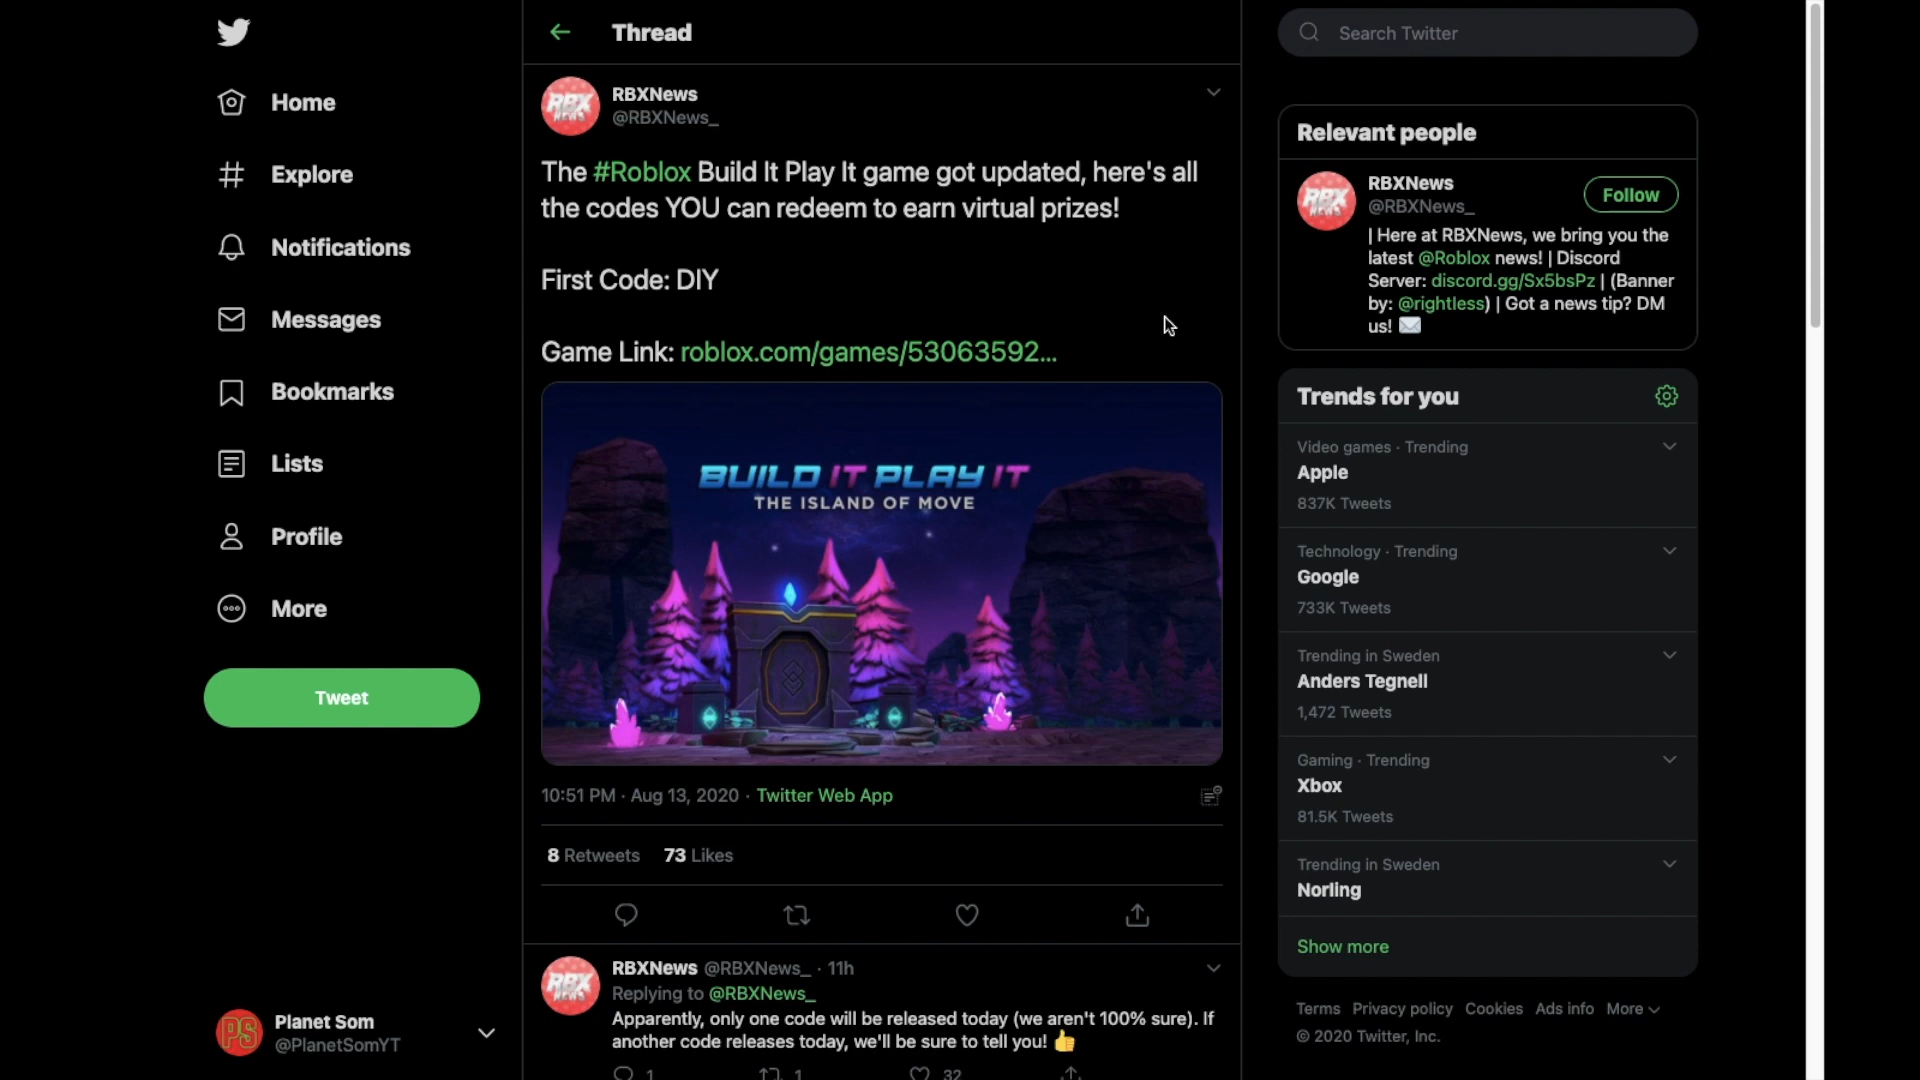 Home
Explore
Notifications
Messages
Bookmarks
Lists
Profile
More
Tweet
PS
Planet Som
@PlanetSomYT
Thread
RBX
NEWS
RBXNews
@RBXNews_
The #Roblox Build It Play It game got updated, here's all
the codes YOU can redeem to earn virtual prizes!
First Code: DIY
Game Link: roblox.com/games/53063592...
BUILD IT PLAY IT
THE ISLAND OF MOVE
10:51 PM · Aug 13, 2020 · Twitter Web App
8 Retweets 73 Likes
RBX
NEWS
RBXNews @RBXNews_ · 11h
Replying to @RBXNews_
Apparently, only one code will be released today (we aren't 100% sure). If
another code releases today, we'll be sure to tell you! 👍
1 1 32
Search Twitter
Relevant people
RBX
NEWS
RBXNews
@RBXNews_
Follow
| Here at RBXNews, we bring you the
latest @Roblox news! | Discord
Server: discord.gg/Sx5bsPz | (Banner
by: @rightless) | Got a news tip? DM
us! ✉️
Trends for you
Video games · Trending
Apple
837K Tweets
Technology · Trending
Google
733K Tweets
Trending in Sweden
Anders Tegnell
1,472 Tweets
Gaming · Trending
Xbox
81.5K Tweets
Trending in Sweden
Norling
Show more
Terms Privacy policy Cookies Ads info More
© 2020 Twitter, Inc.